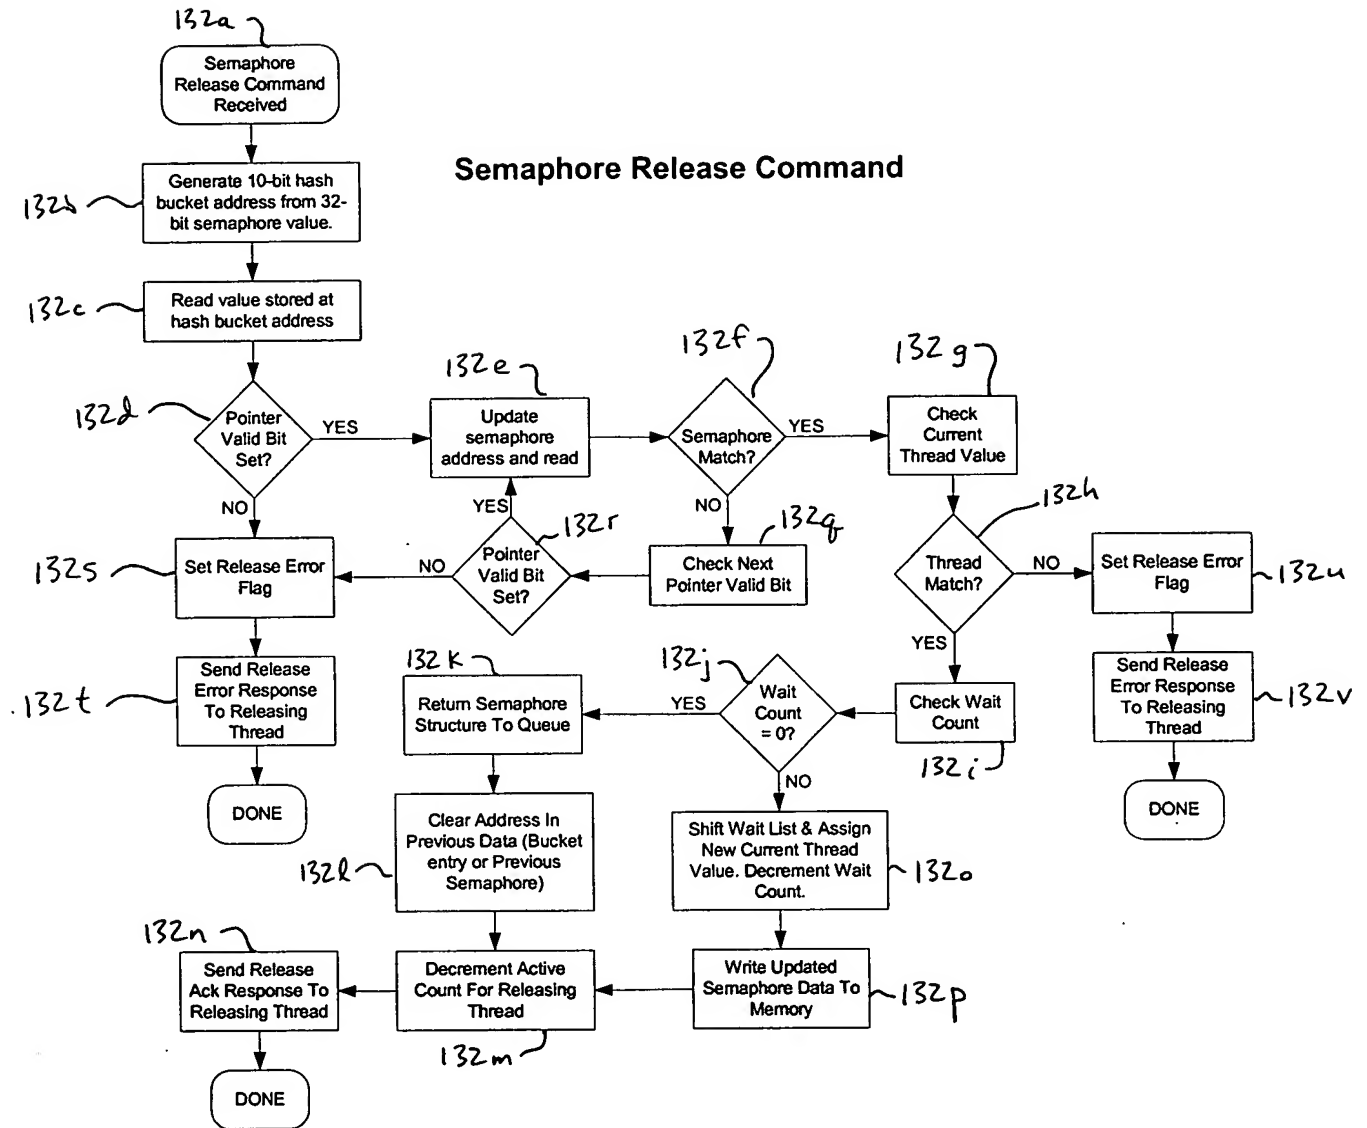 132a
Semaphore
Release Command
Received
Semaphore Release Command
132b
Generate 10-bit hash
bucket address from 32-
bit semaphore value.
132c
Read value stored at
hash bucket address
132d
Pointer
Valid Bit
Set?
YES
NO
132e
Update
semaphore
address and read
132f
Semaphore
Match?
YES
NO
132g
Check
Current
Thread Value
132h
Thread
Match?
NO
YES
132q
Check Next
Pointer Valid Bit
132r
Pointer
Valid Bit
Set?
YES
NO
132s
Set Release Error
Flag
132t
Send Release
Error Response
To Releasing
Thread
DONE
Set Release Error
Flag
132u
Send Release
Error Response
To Releasing
Thread
132v
DONE
132k
Return Semaphore
Structure To Queue
132j
Wait
Count
= 0?
YES
NO
Check Wait
Count
132i
132l
Clear Address In
Previous Data (Bucket
entry or Previous
Semaphore)
Shift Wait List & Assign
New Current Thread
Value. Decrement Wait
Count.
132o
132n
Send Release
Ack Response To
Releasing Thread
Decrement Active
Count For Releasing
Thread
132m
Write Updated
Semaphore Data To
Memory
132p
DONE